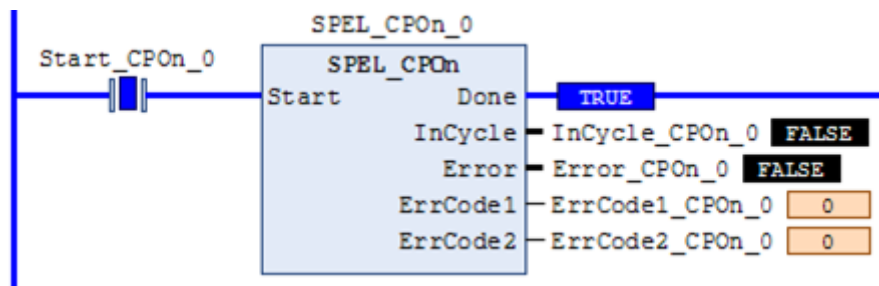 SPEL_CPOn_0
Start_CPOn_0
SPEL_CPOn
Start Done TRUE
InCycle InCycle_CPOn_0 FALSE
Error Error_CPOn_0 FALSE
ErrCode1 ErrCode1_CPOn_0 0
ErrCode2 ErrCode2_CPOn_0 0